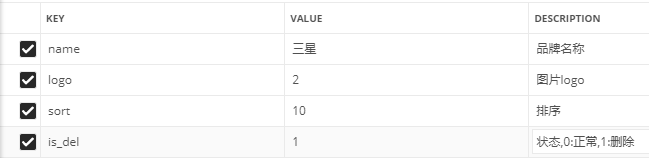 KEY VALUE DESCRIPTION
name 三星 品牌名称
logo 2 图片logo
sort 10 排序
is_del 1 状态,0:正常,1:删除